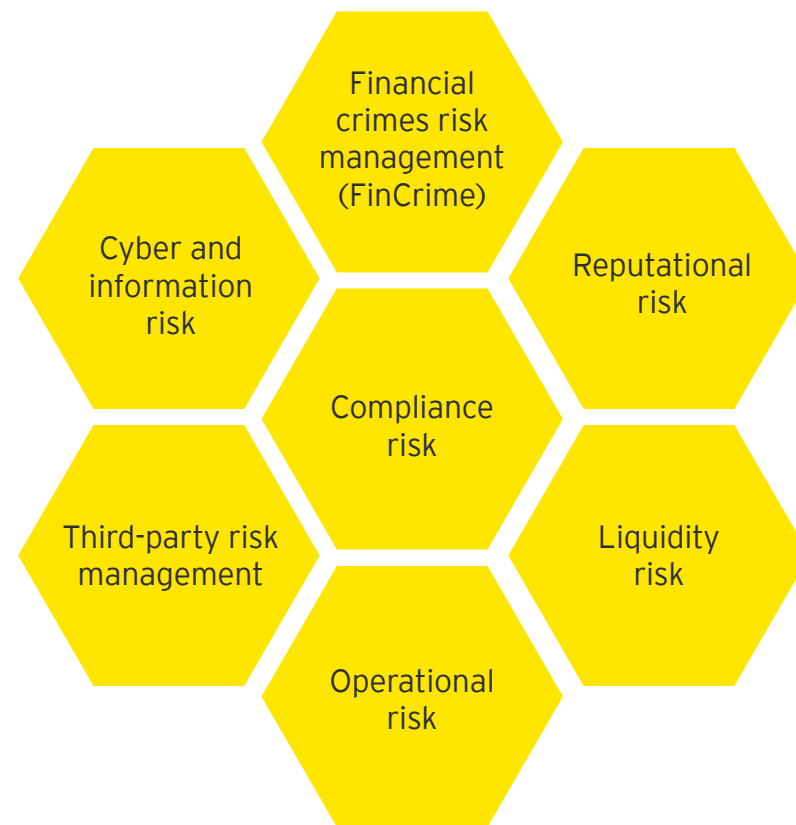 Financial
crimes risk
management
(FinCrime)
Cyber and
information
risk
Reputational
risk
Compliance
risk
Third-party risk
management
Liquidity
risk
Operational
risk